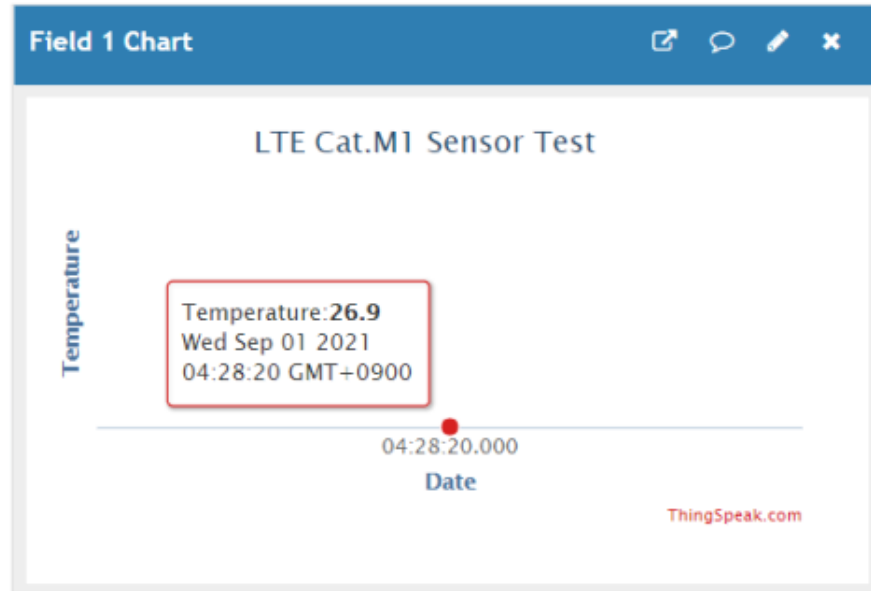 Field 1 Chart
LTE Cat.M1 Sensor Test
Temperature
Temperature:26.9
Wed Sep 01 2021
04:28:20 GMT+0900
04:28:20.000
Date
ThingSpeak.com